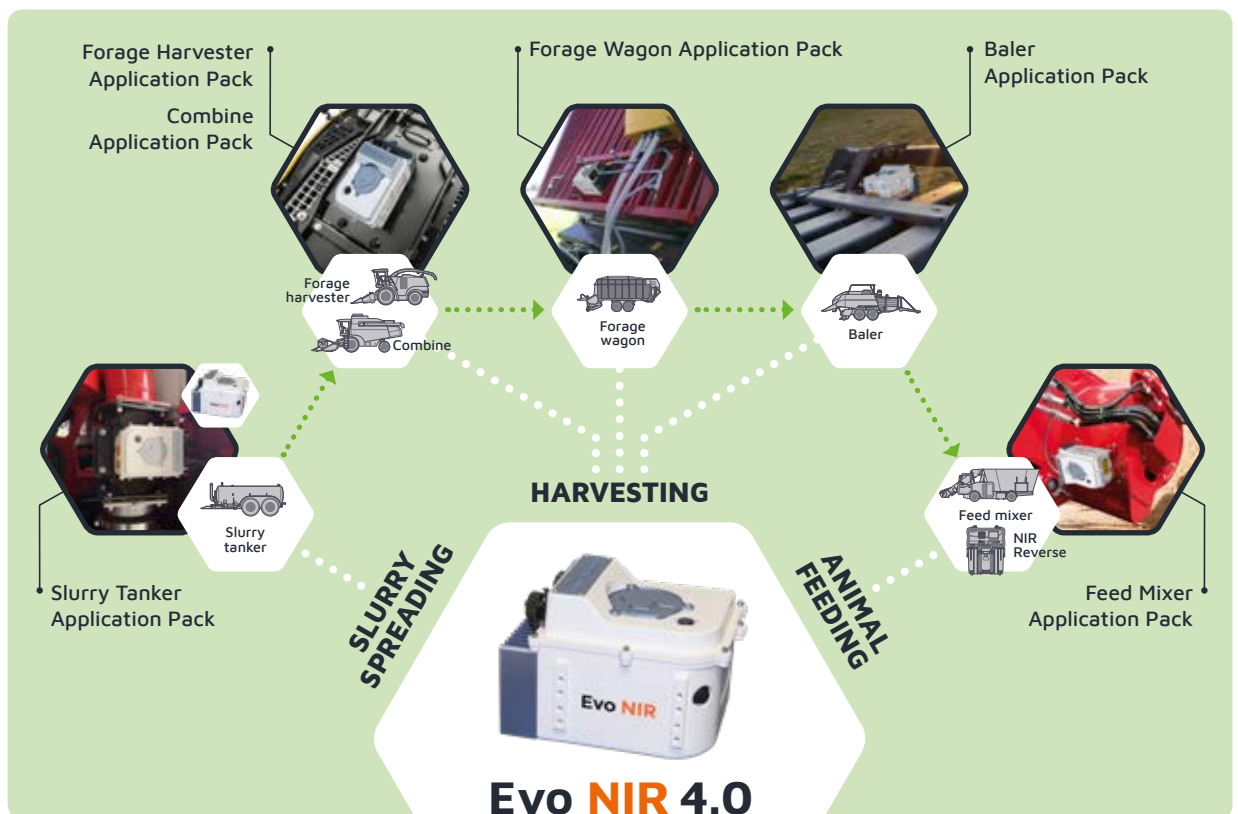 Forage Harvester
Application Pack
Combine
Application Pack
Forage Wagon Application Pack
Baler
Application Pack
Forage
harvester
Combine
Forage
wagon
Baler
Slurry
tanker
Feed mixer
NIR
Reverse
HARVESTING
SLURRY
SPREADING
ANIMAL
FEEDING
Slurry Tanker
Application Pack
Feed Mixer
Application Pack
Evo NIR
Evo NIR 4.0